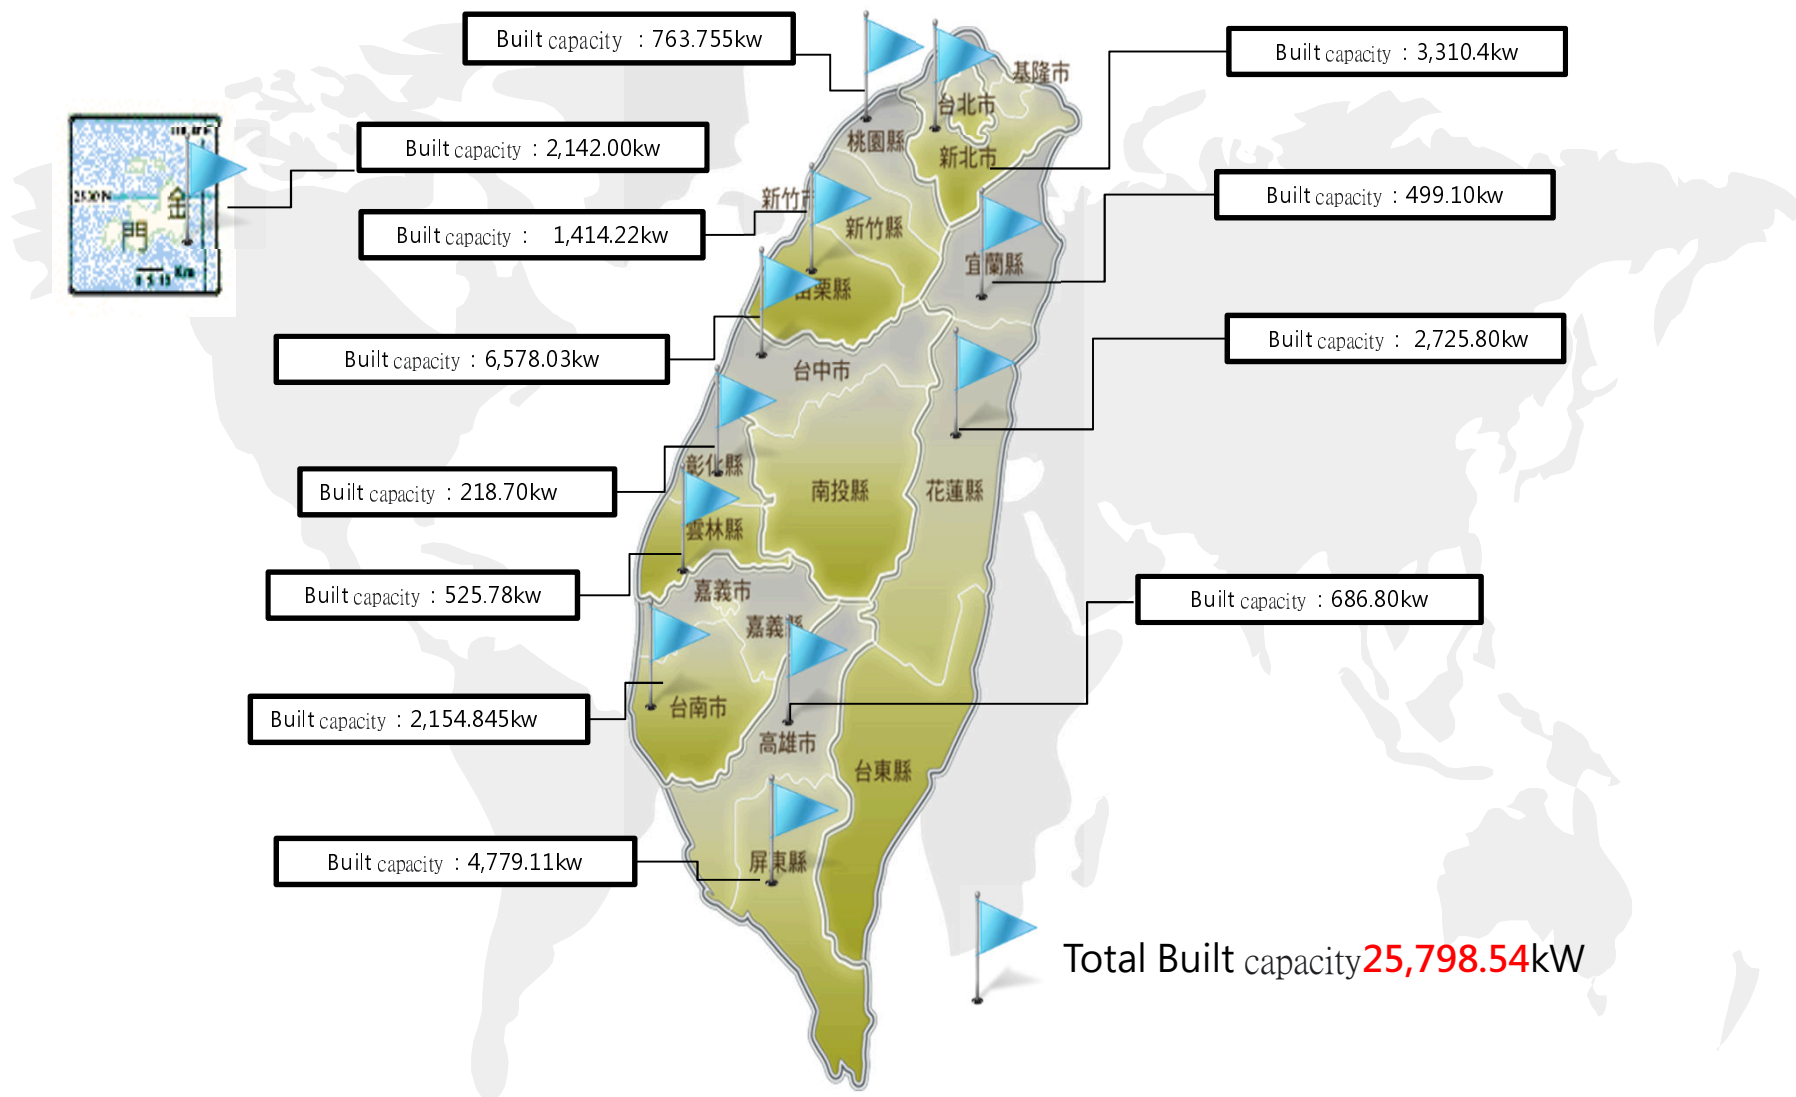 Built capacity : 763.755kw
Built capacity : 3,310.4kw
基隆市
台北市
桃園縣
Built capacity : 2,142.00kw
新北市
Built capacity : 499.10kw
金
門
新竹
Built capacity : 1,414.22kw
新竹縣
宜蘭縣
栗縣
Built capacity : 2,725.80kw
Built capacity : 6,578.03kw
台中市
彰化縣
Built capacity : 218.70kw
南投縣
花蓮縣
雲林縣
Built capacity : 525.78kw
嘉義市
Built capacity : 686.80kw
嘉義縣
台南市
Built capacity : 2,154.845kw
高雄市
台東縣
Built capacity : 4,779.11kw
屏東縣
Total Built capacity25,798.54kW